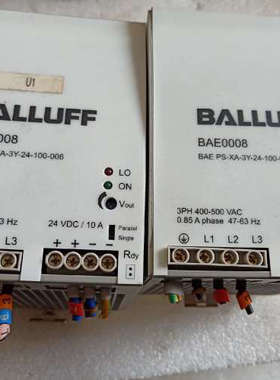 U1
ALLUFF
008
A-3Y-24-100-006
LO
ON
Vout
Parallel
Single
3 Hz
24 VDC / 10 A
L3
+ + - -
Rdy
BALLU
BAE0008
BAE PS-XA-3Y-24-100-
3PH 400-500 VAC
0.85 A phase 47-63 Hz
L1 L2 L3